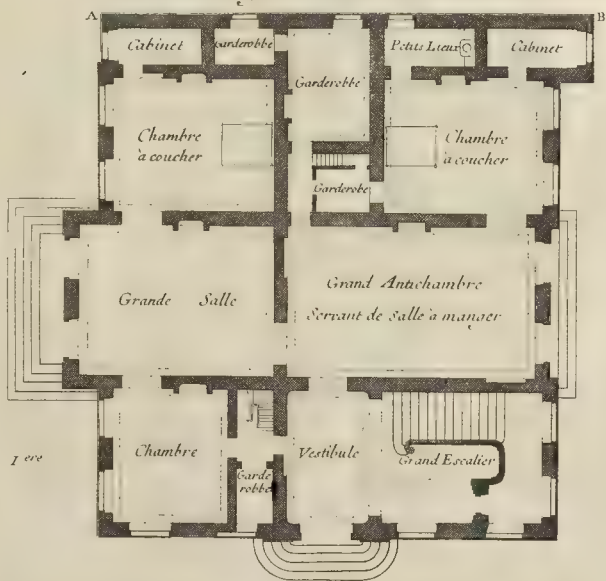 A
B
Cabinet
Garderobbe
Garderobbe
Petits Lieux
Cabinet
Chambre
à coucher
Chambre
à coucher
Garderobe
Grande Salle
Grand Antichambre
Servant de salle à manger
1ere
Chambre
Garde
robbe
Vestibule
Grand Escalier